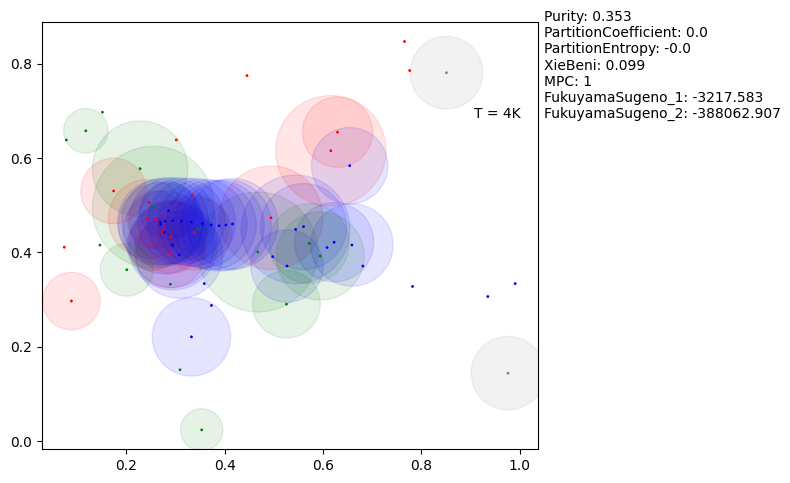 Purity: 0.353
PartitionCoefficient: 0.0
PartitionEntropy: -0.0
XieBeni: 0.099
MPC: 1
FukuyamaSugeno_1: -3217.583
FukuyamaSugeno_2: -388062.907
T = 4K
0.8
0.6
0.4
0.2
0.0
0.2 0.4 0.6 0.8 1.0